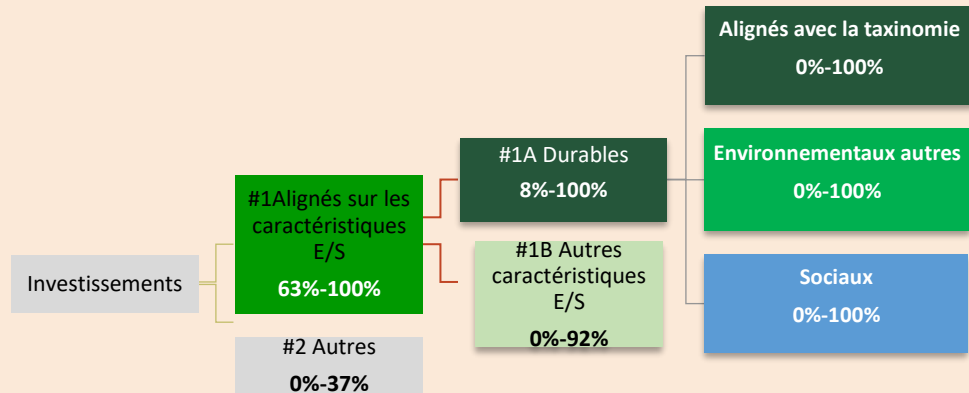 Investissements
#1Alignés sur les
caractéristiques
E/S
63%-100%
#2 Autres
0%-37%
#1A Durables
8%-100%
#1B Autres
caractéristiques
E/S
0%-92%
Alignés avec la taxinomie
0%-100%
Environnementaux autres
0%-100%
Sociaux
0%-100%